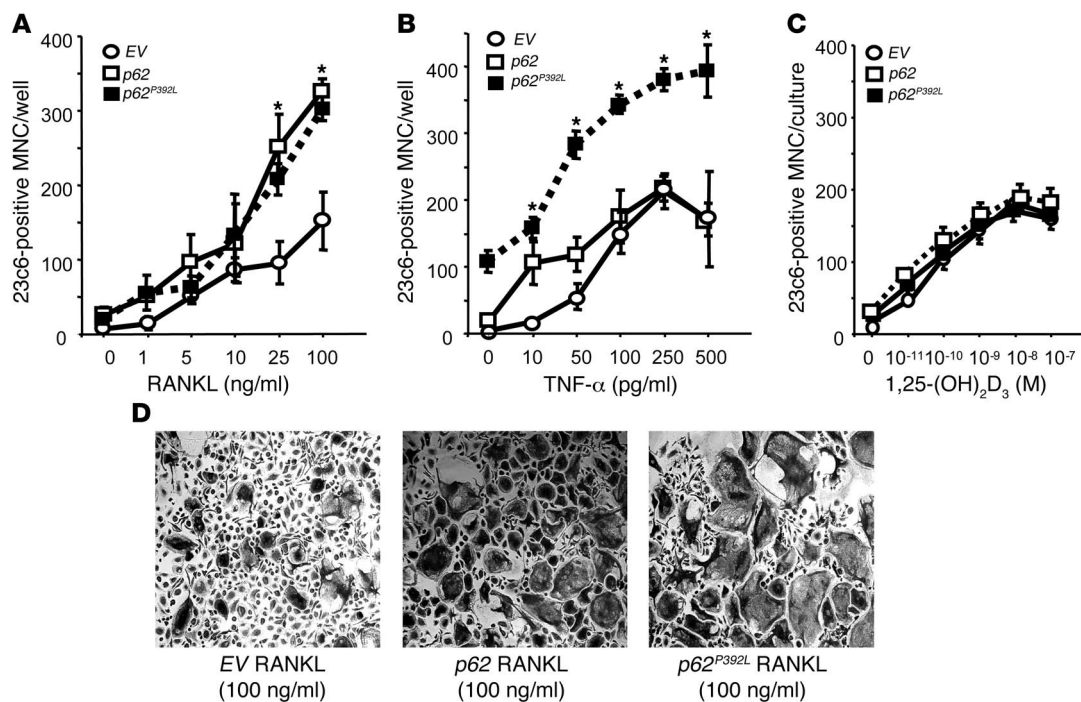 A
400
300
200
100
0
23c6-positive MNC/well
EV
p62
p62P392L
*
*
0 1 5 10 25 100
RANKL (ng/ml)
B
400
300
200
100
0
23c6-positive MNC/well
EV
p62
p62P392L
*
*
*
*
*
0 10 50 100 250 500
TNF-α (pg/ml)
C
400
300
200
100
0
23c6-positive MNC/culture
EV
p62
p62P392L
0 10-11 10-10 10-9 10-8 10-7
1,25-(OH)2D3 (M)
D
EV RANKL
(100 ng/ml)
p62 RANKL
(100 ng/ml)
p62P392L RANKL
(100 ng/ml)